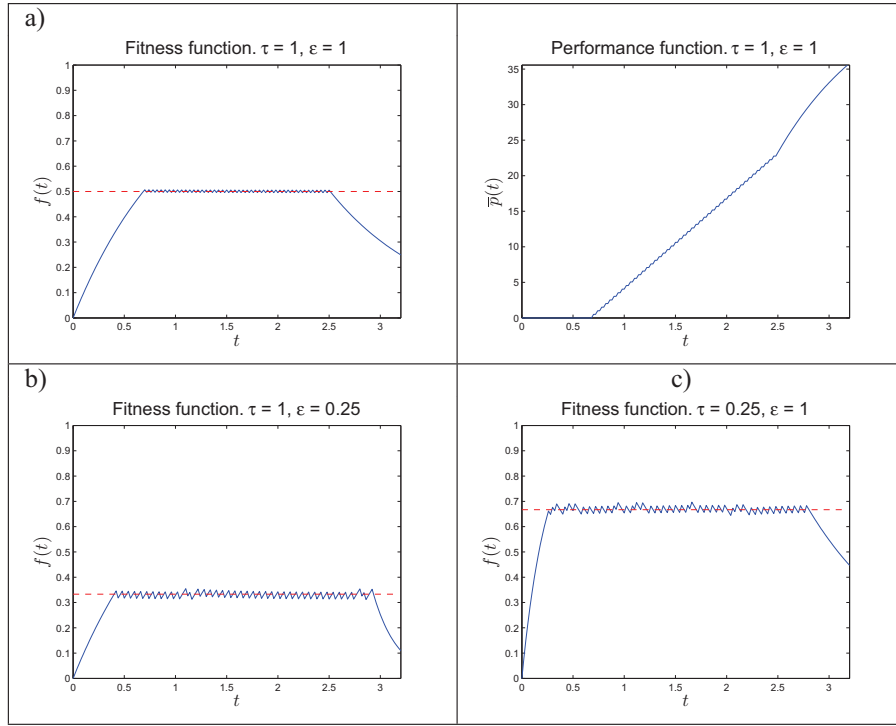 a)
Fitness function. τ = 1, ε = 1
1
0.9
0.8
0.7
0.6
0.5
0.4
0.3
0.2
0.1
0
0 0.5 1 1.5 2 2.5 3
f(t)
t
Performance function. τ = 1, ε = 1
35
30
25
20
15
10
5
0
0 0.5 1 1.5 2 2.5 3
p̅(t)
t
b)
Fitness function. τ = 1, ε = 0.25
1
0.9
0.8
0.7
0.6
0.5
0.4
0.3
0.2
0.1
0
0 0.5 1 1.5 2 2.5 3
f(t)
t
c)
Fitness function. τ = 0.25, ε = 1
1
0.9
0.8
0.7
0.6
0.5
0.4
0.3
0.2
0.1
0
0 0.5 1 1.5 2 2.5 3
f(t)
t